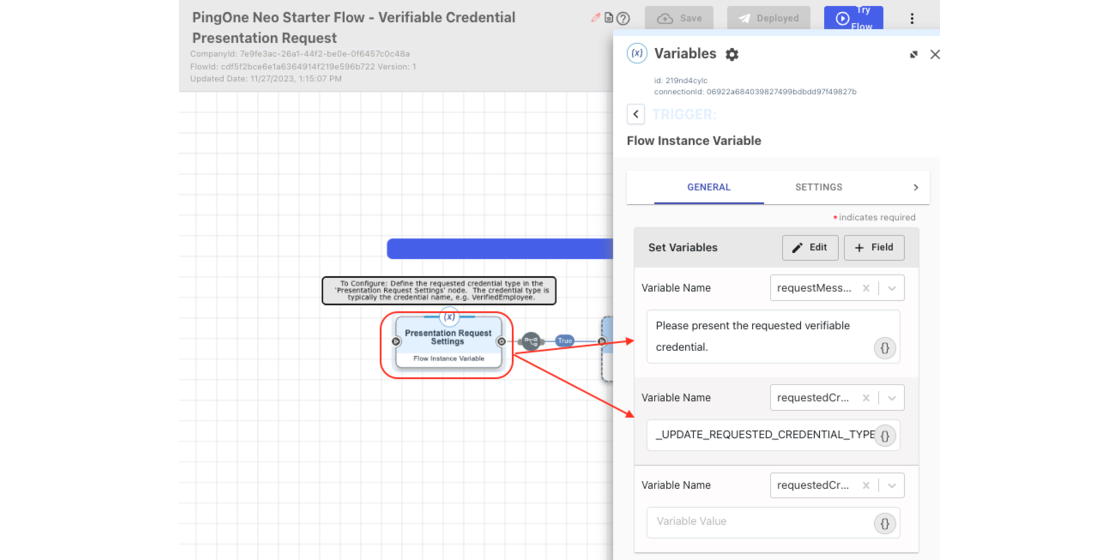 PingOne Neo Starter Flow - Verifiable Credential
Presentation Request
CompanyId: 7e9fe3ac-26a1-44f2-be0e-0f6457c0c48a
FlowId: cdf5f2bce6e1a6364914f219e596b722 Version: 1
Updated Date: 11/27/2023, 1:15:07 PM
Save
Deployed
Try
Flow
(x) Variables
id: 219nd4cylc
connectionId: 06922a684039827499bdbdd97f49827b
TRIGGER:
Flow Instance Variable
GENERAL
SETTINGS
* indicates required
Set Variables
Edit
+ Field
Variable Name
requestMess...
Please present the requested verifiable
credential.
{}
Variable Name
requestedCr...
_UPDATE_REQUESTED_CREDENTIAL_TYPE
{}
Variable Name
requestedCr...
Variable Value
{}
To Configure: Define the requested credential type in the
'Presentation Request Settings' node. The credential type is
typically the credential name, e.g. VerifiedEmployee.
(x)
Presentation Request
Settings
Flow Instance Variable
True